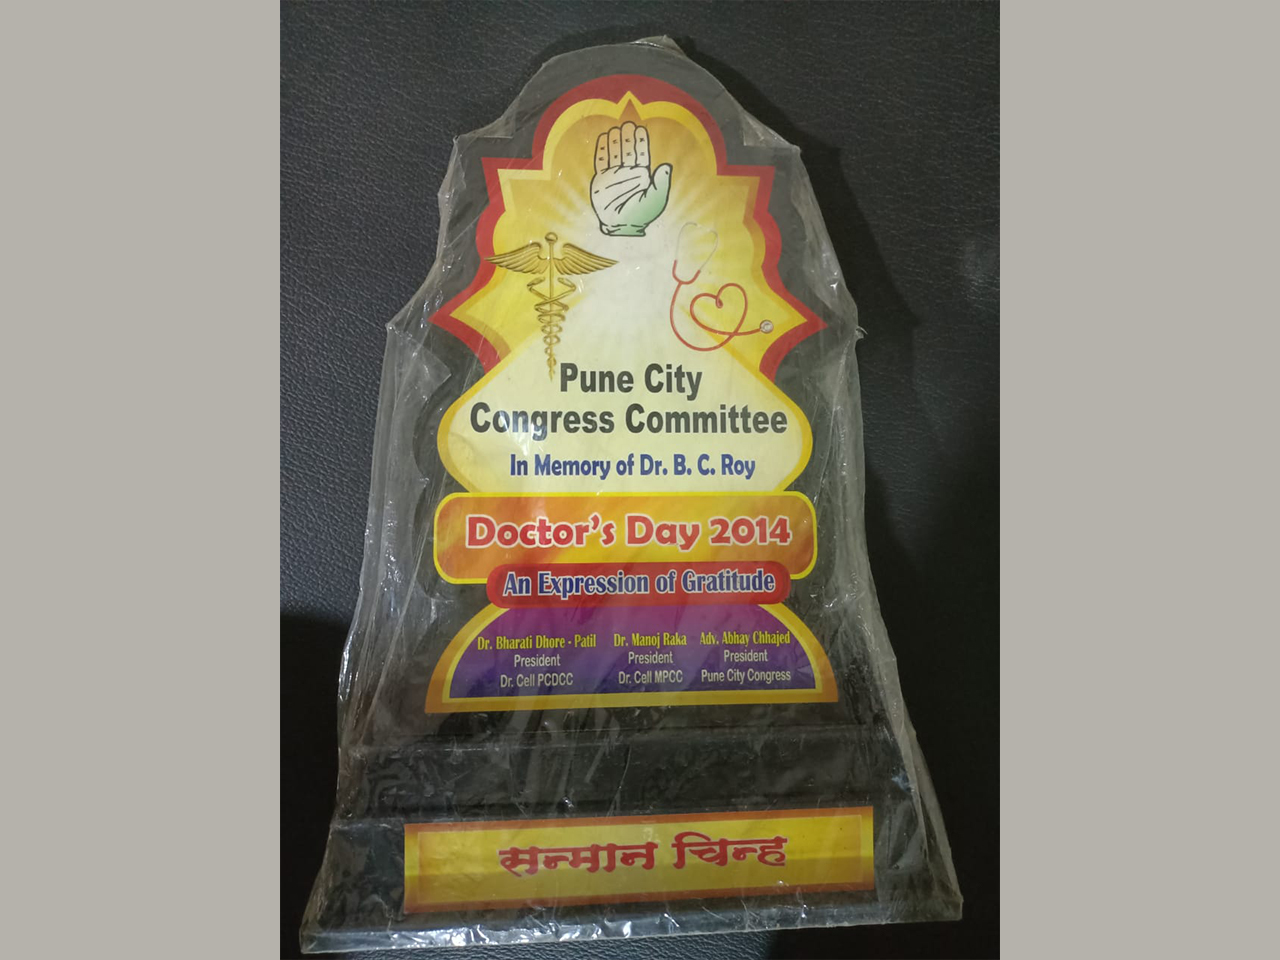 Pune City
Congress Committee
In Memory of Dr. B. C. Roy
Doctor's Day 2014
An Expression of Gratitude
Dr. Bharati Dhore - Patil
President
Dr. Cell PCDCC
Dr. Manoj Raka
President
Dr. Cell MPCC
Adv. Abhay Chhajed
President
Pune City Congress
सन्मान चिन्ह